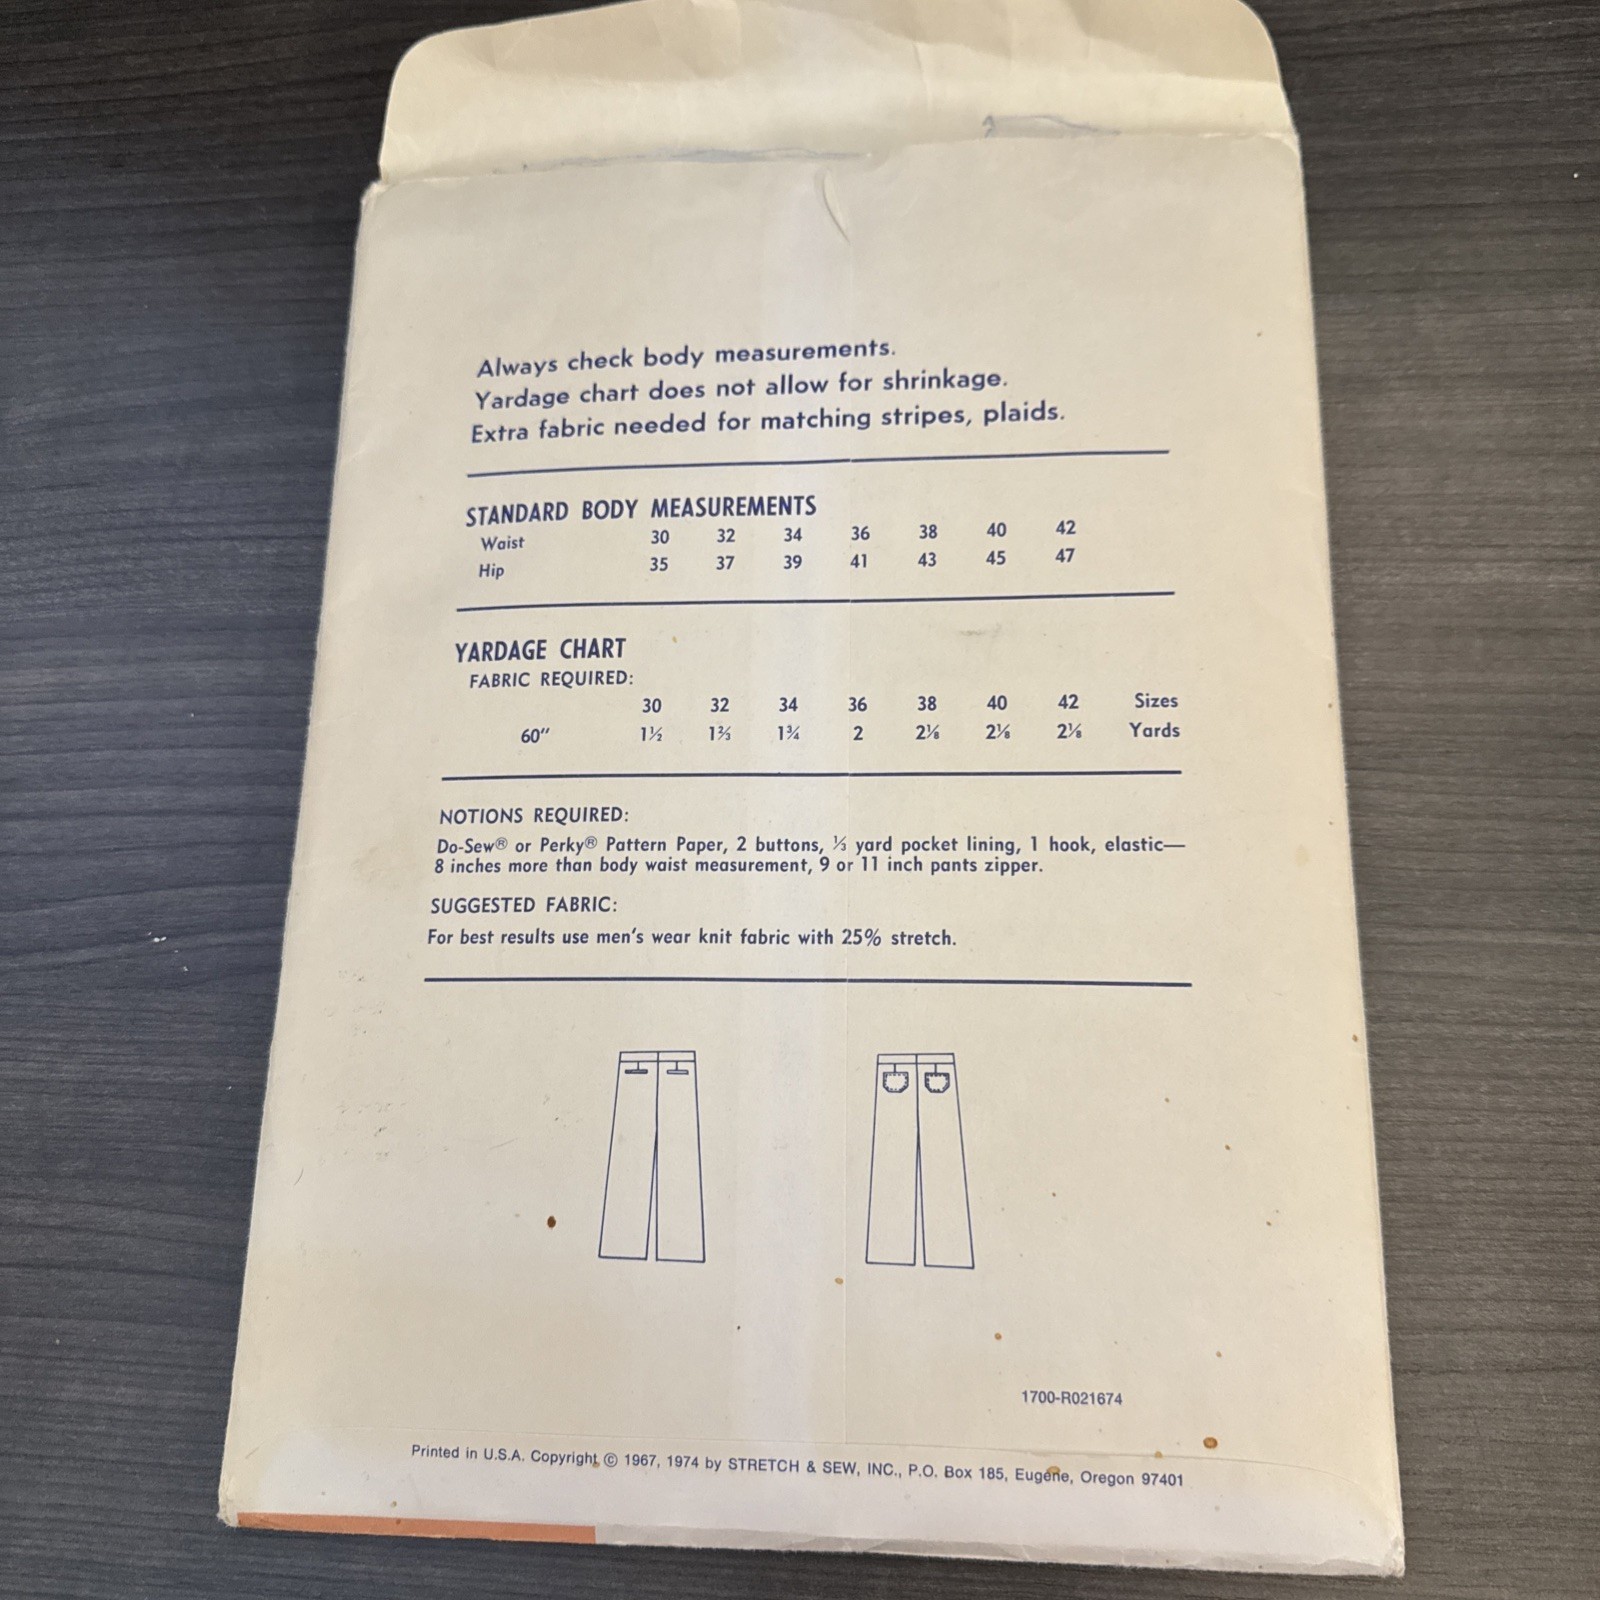 Always check body measurements.
Yardage chart does not allow for shrinkage.
Extra fabric needed for matching stripes, plaids.
STANDARD BODY MEASUREMENTS
Waist 30 32 34 36 38 40 42
Hip 35 37 39 41 43 45 47
YARDAGE CHART
FABRIC REQUIRED:
30 32 34 36 38 40 42 Sizes
60″ 1½ 1⅔ 1¾ 2 2⅛ 2⅛ 2⅛ Yards
NOTIONS REQUIRED:
Do-Sew® or Perky® Pattern Paper, 2 buttons, ⅓ yard pocket lining, 1 hook, elastic—
8 inches more than body waist measurement, 9 or 11 inch pants zipper.
SUGGESTED FABRIC:
For best results use men's wear knit fabric with 25% stretch.
1700-R021674
Printed in U.S.A. Copyright © 1967, 1974 by STRETCH & SEW, INC., P.O. Box 185, Eugene, Oregon 97401